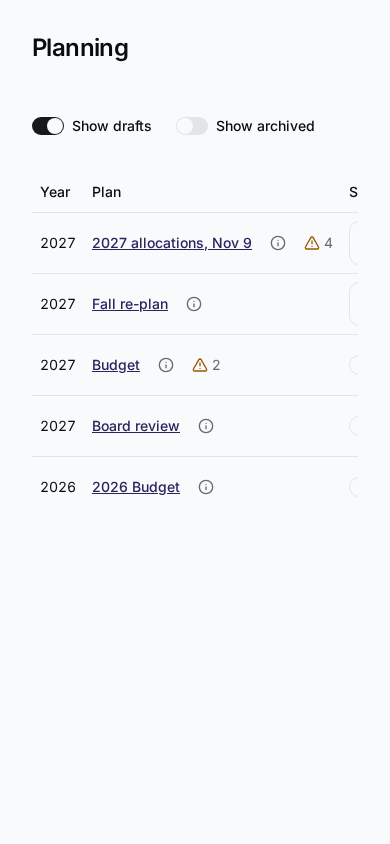 Planning
Show drafts Show archived
Year Plan S
2027 2027 allocations, Nov 9 4
2027 Fall re-plan
2027 Budget 2
2027 Board review
2026 2026 Budget